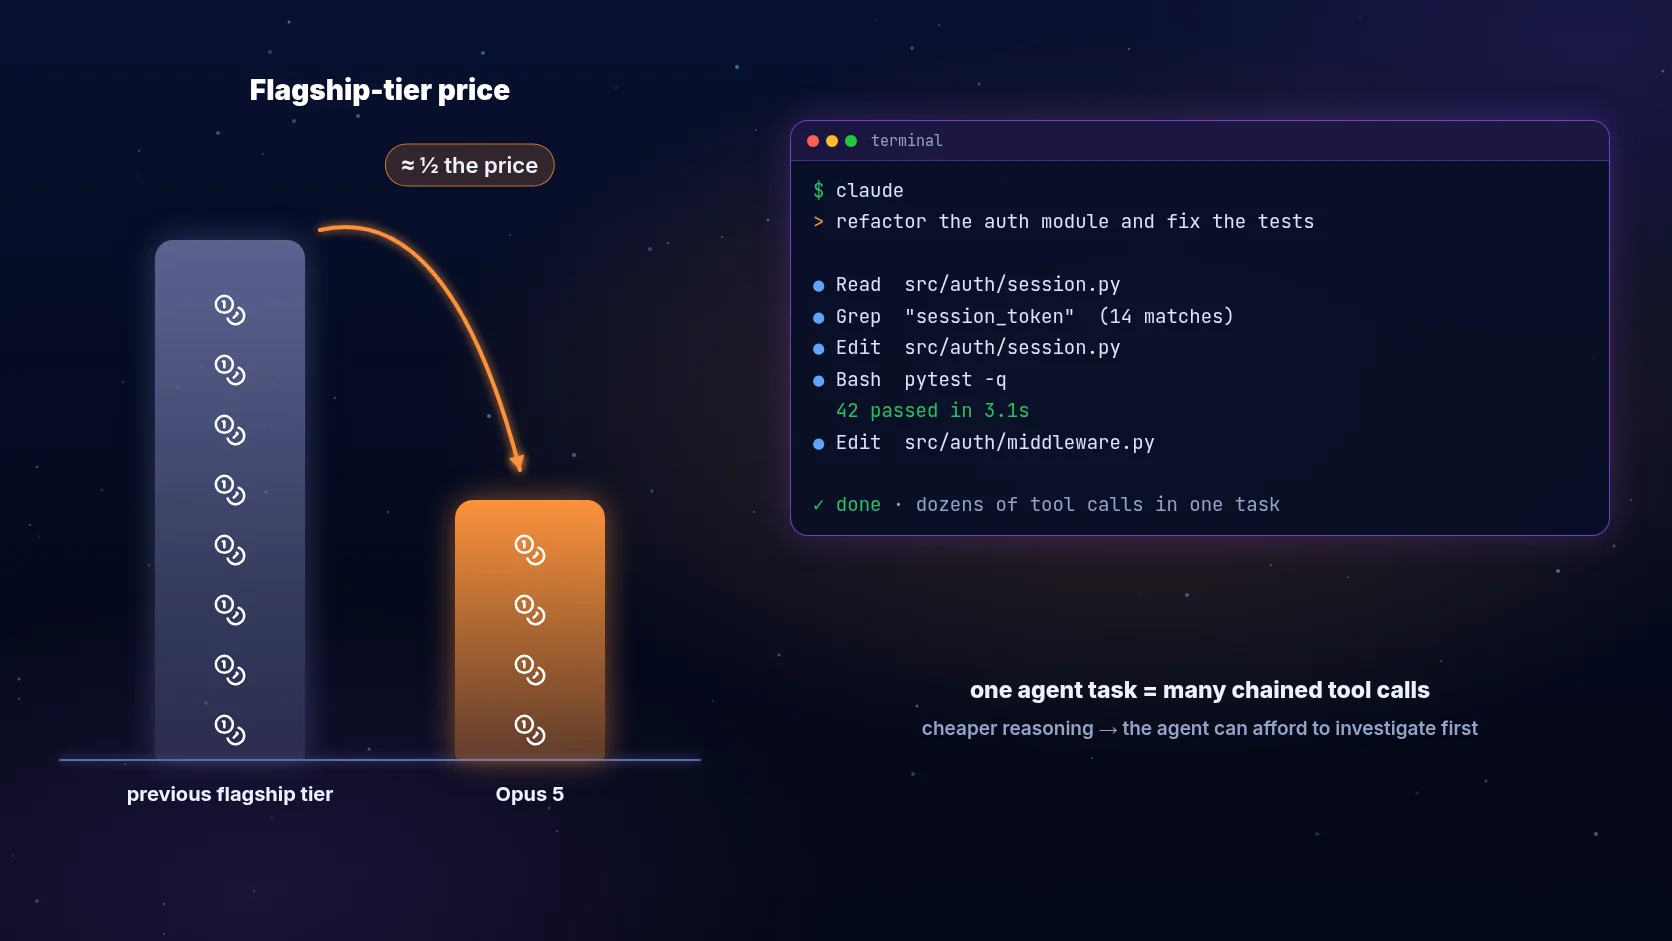 Flagship-tier price
≈ ½ the price
previous flagship tier
Opus 5
terminal
$ claude
> refactor the auth module and fix the tests
● Read  src/auth/session.py
● Grep  "session_token"  (14 matches)
● Edit  src/auth/session.py
● Bash  pytest -q
42 passed in 3.1s
● Edit  src/auth/middleware.py
✓ done · dozens of tool calls in one task
one agent task = many chained tool calls
cheaper reasoning → the agent can afford to investigate first